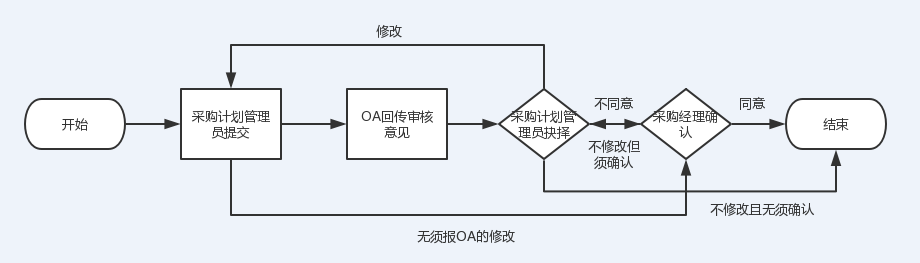 修改
开始
采购计划管理
员提交
OA回传审核
意见
采购计划管
理员抉择
不同意
不修改但
须确认
采购经理确
认
同意
结束
不修改且无须确认
无须报OA的修改